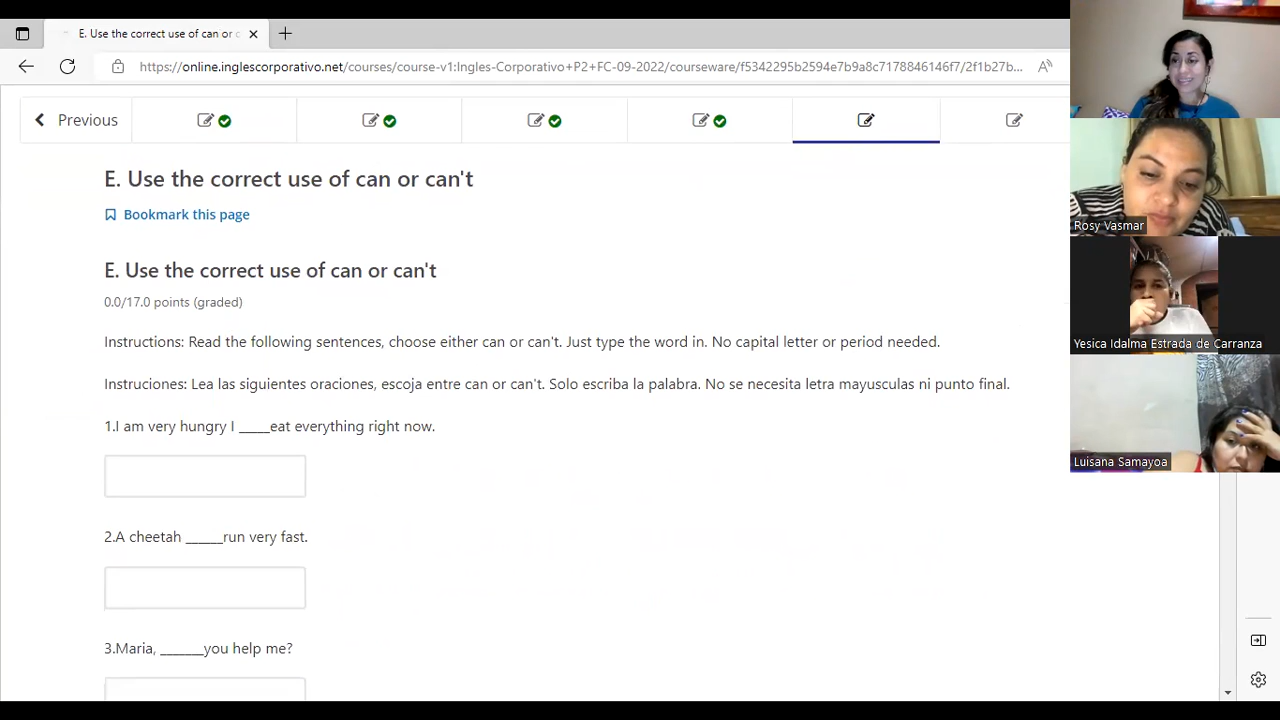 E. Use the correct use of can or c
https://online.inglescorporativo.net/courses/course-v1:Ingles-Corporativo+P2+FC-09-2022/courseware/f5342295b2594e7b9a8c7178846146f7/2f1b27b...
Previous
E. Use the correct use of can or can't
Bookmark this page
E. Use the correct use of can or can't
0.0/17.0 points (graded)
Instructions: Read the following sentences, choose either can or can't. Just type the word in. No capital letter or period needed.
Instruciones: Lea las siguientes oraciones, escoja entre can or can't. Solo escriba la palabra. No se necesita letra mayusculas ni punto final.
1.I am very hungry I _____eat everything right now.
2.A cheetah ______run very fast.
3.Maria, _______you help me?
Rosy Vasmar
Yesica Idalma Estrada de Carranza
Luisana Samayoa